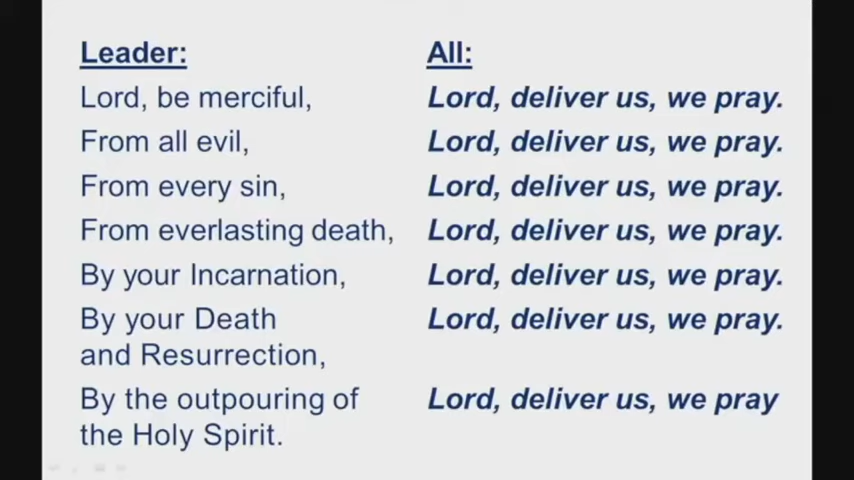 Leader: All:
Lord, be merciful, Lord, deliver us, we pray.
From all evil, Lord, deliver us, we pray.
From every sin, Lord, deliver us, we pray.
From everlasting death, Lord, deliver us, we pray.
By your Incarnation, Lord, deliver us, we pray.
By your Death Lord, deliver us, we pray.
and Resurrection,
By the outpouring of Lord, deliver us, we pray
the Holy Spirit.